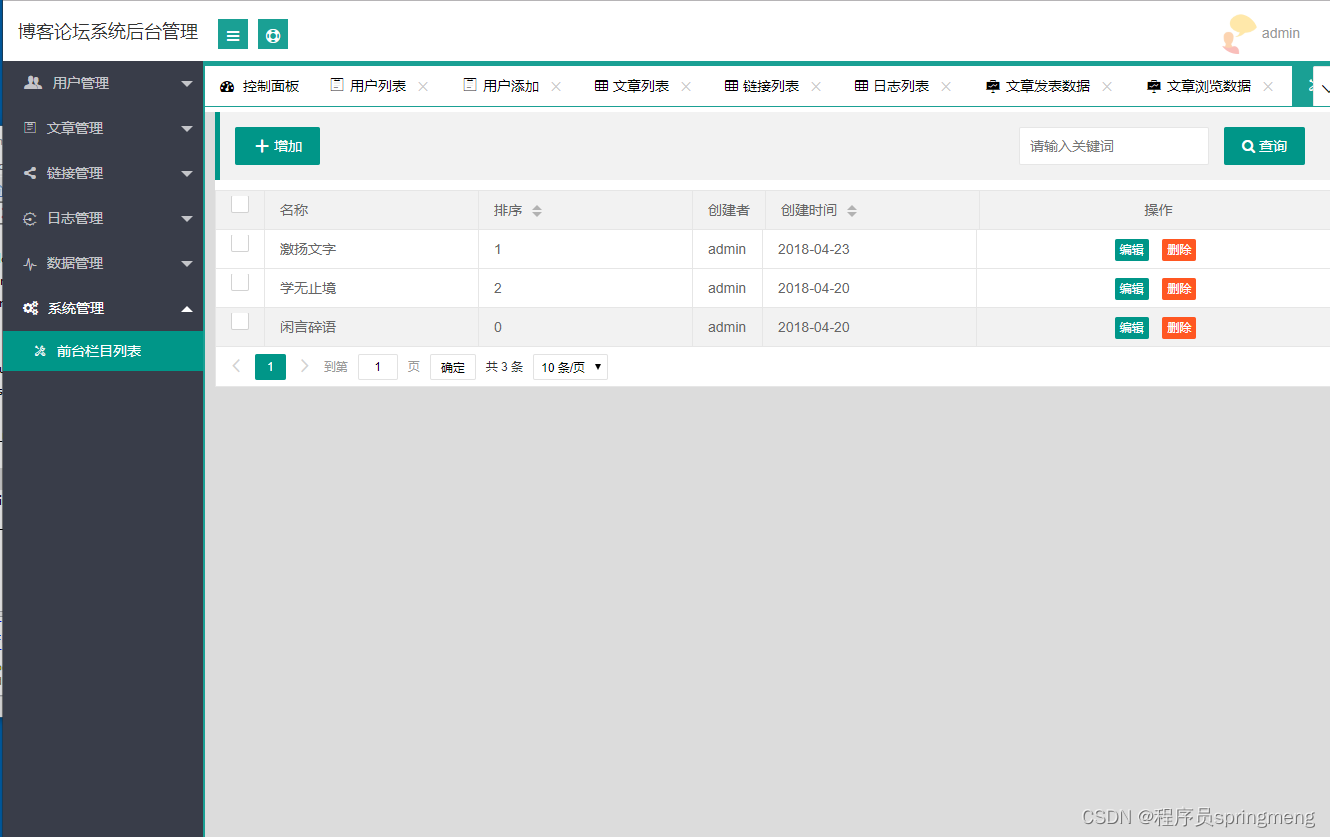 博客论坛系统后台管理
admin
用户管理
文章管理
链接管理
日志管理
数据管理
系统管理
前台栏目列表
控制面板 用户列表 用户添加 文章列表 链接列表 日志列表 文章发表数据 文章浏览数据
增加 请输入关键词 查询
名称 排序 创建者 创建时间 操作
激扬文字 1 admin 2018-04-23 编辑 删除
学无止境 2 admin 2018-04-20 编辑 删除
闲言碎语 0 admin 2018-04-20 编辑 删除
1 到第 1 页 确定 共 3 条 10 条/页
CSDN @程序员springmeng